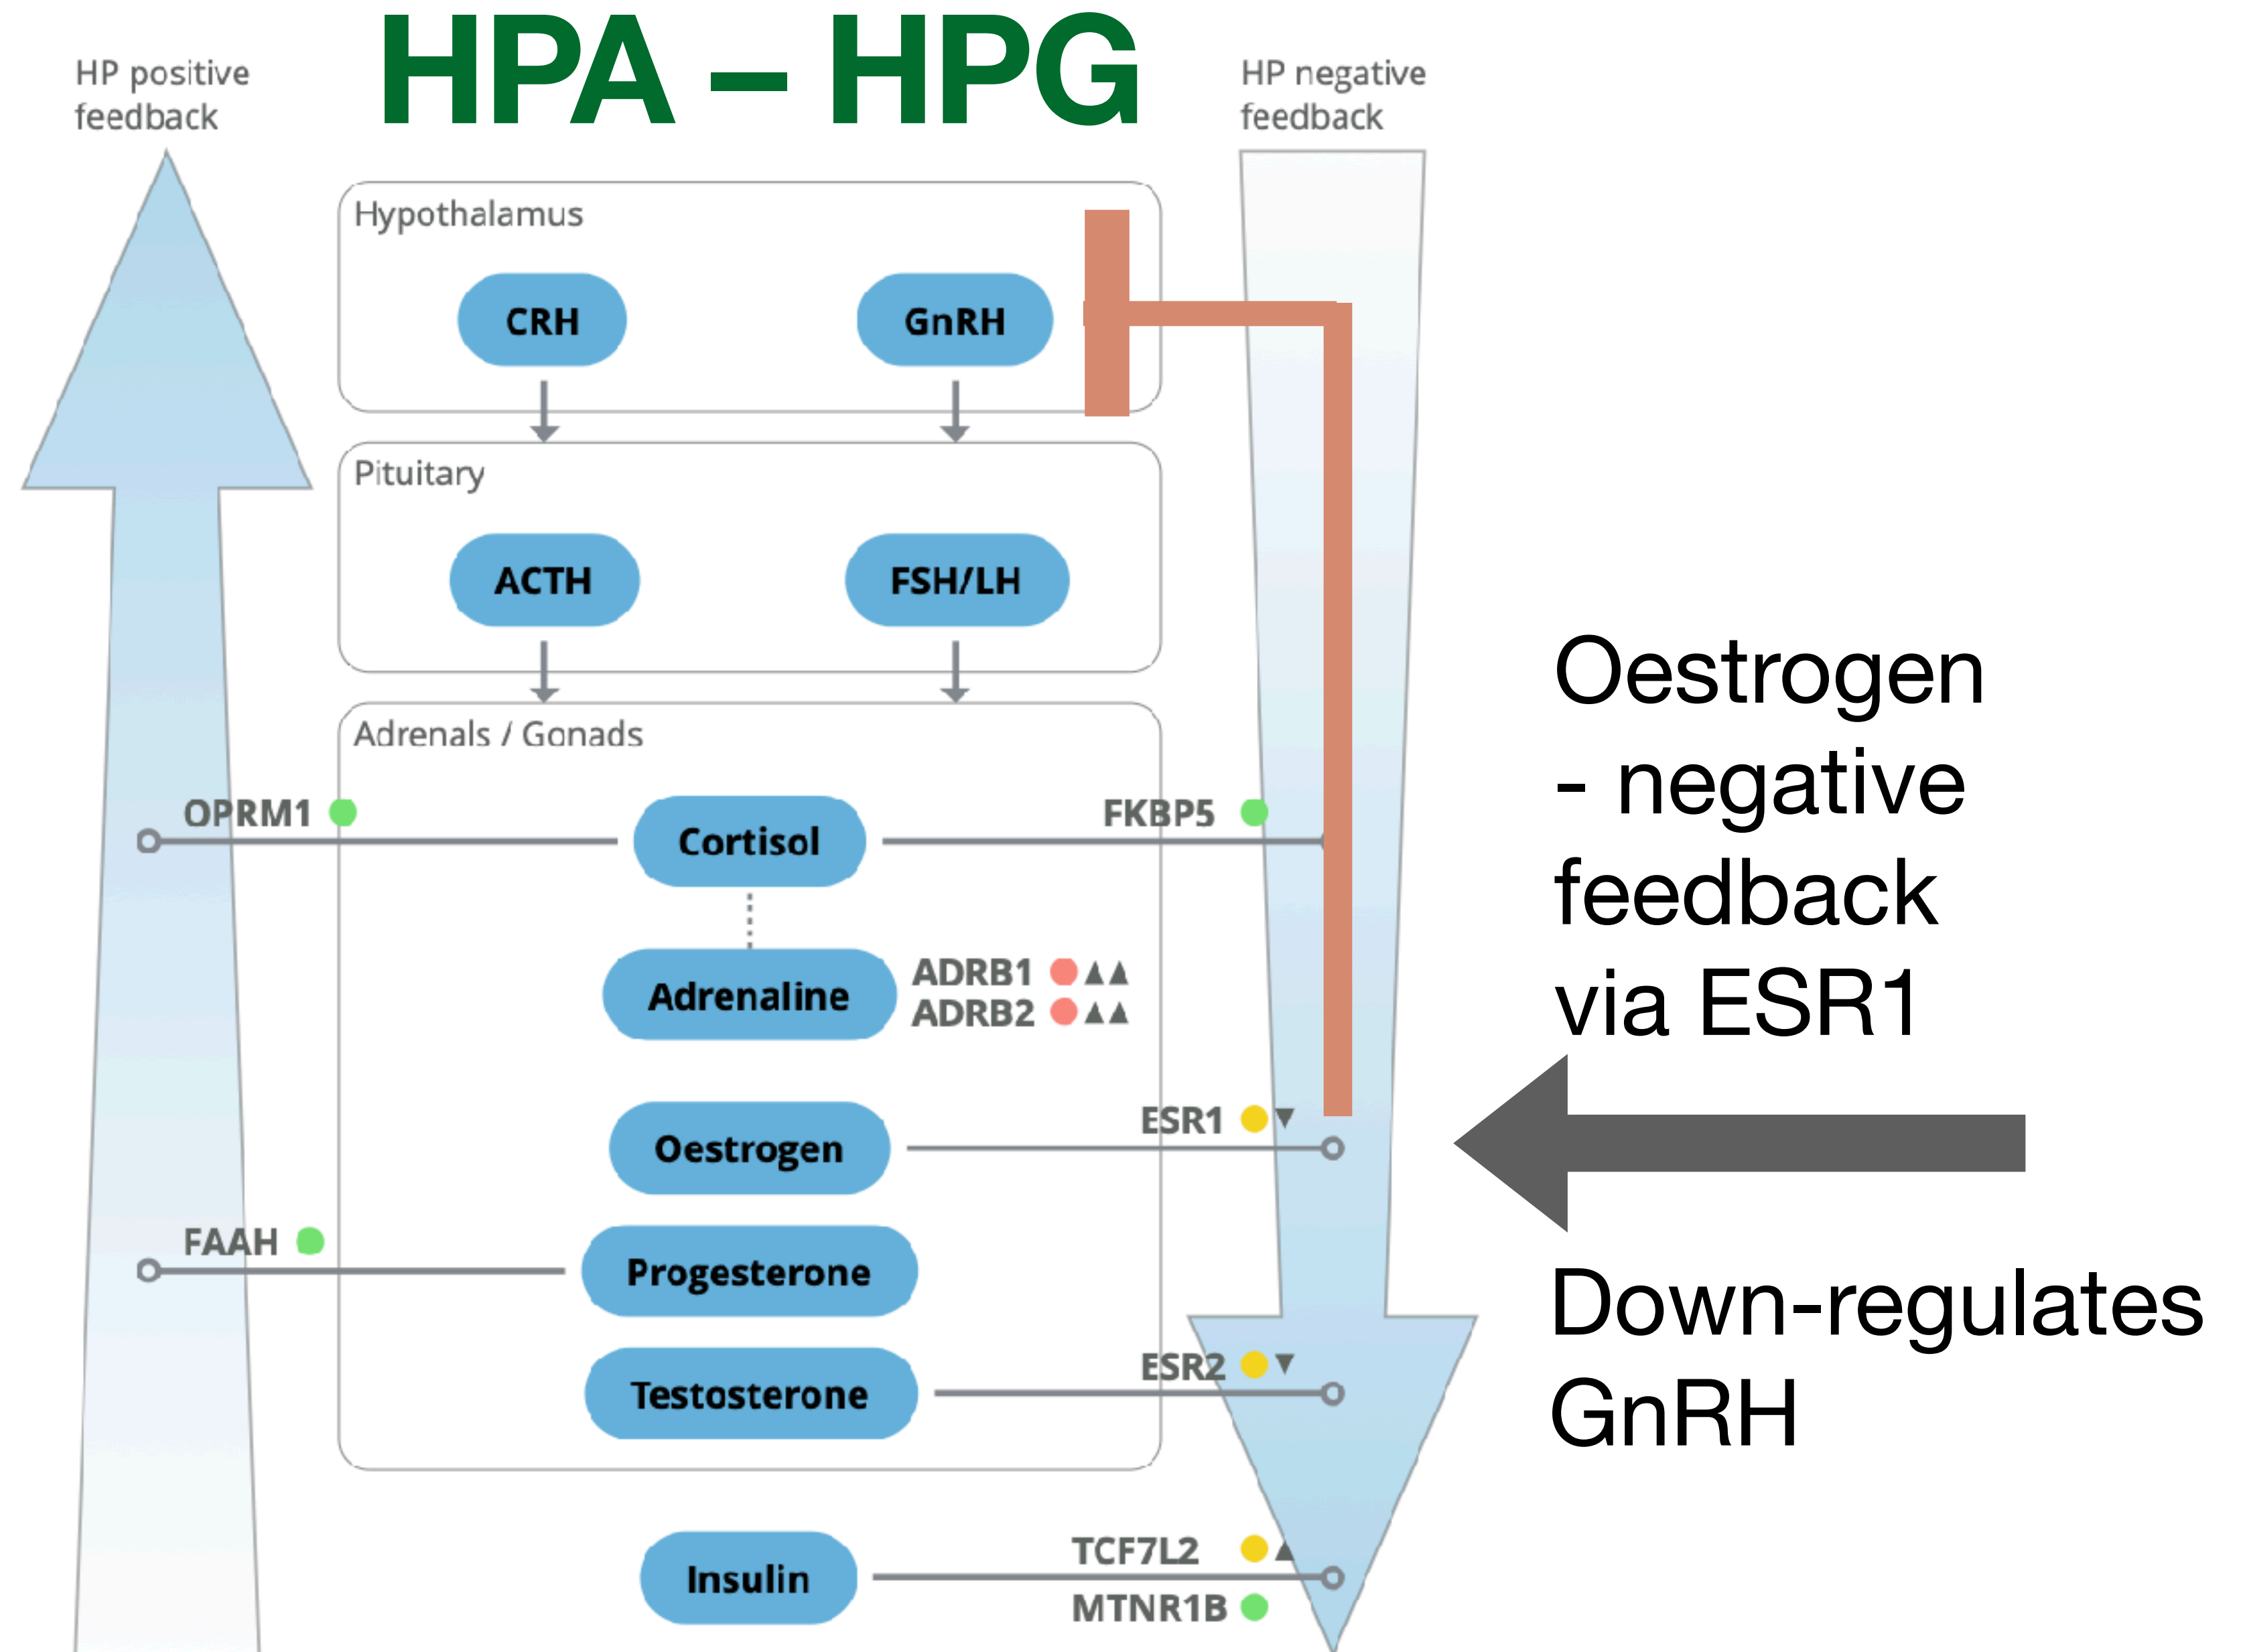 HPA – HPG
HP positive
feedback
HP negative
feedback
Hypothalamus
CRH
GnRH
Pituitary
ACTH
FSH/LH
Adrenals / Gonads
OPRM1
Cortisol
FKBP5
Adrenaline
ADRB1
ADRB2
Oestrogen
ESR1
FAAH
Progesterone
Testosterone
ESR2
Insulin
TCF7L2
MTNR1B
Oestrogen
- negative
feedback
via ESR1
Down-regulates
GnRH